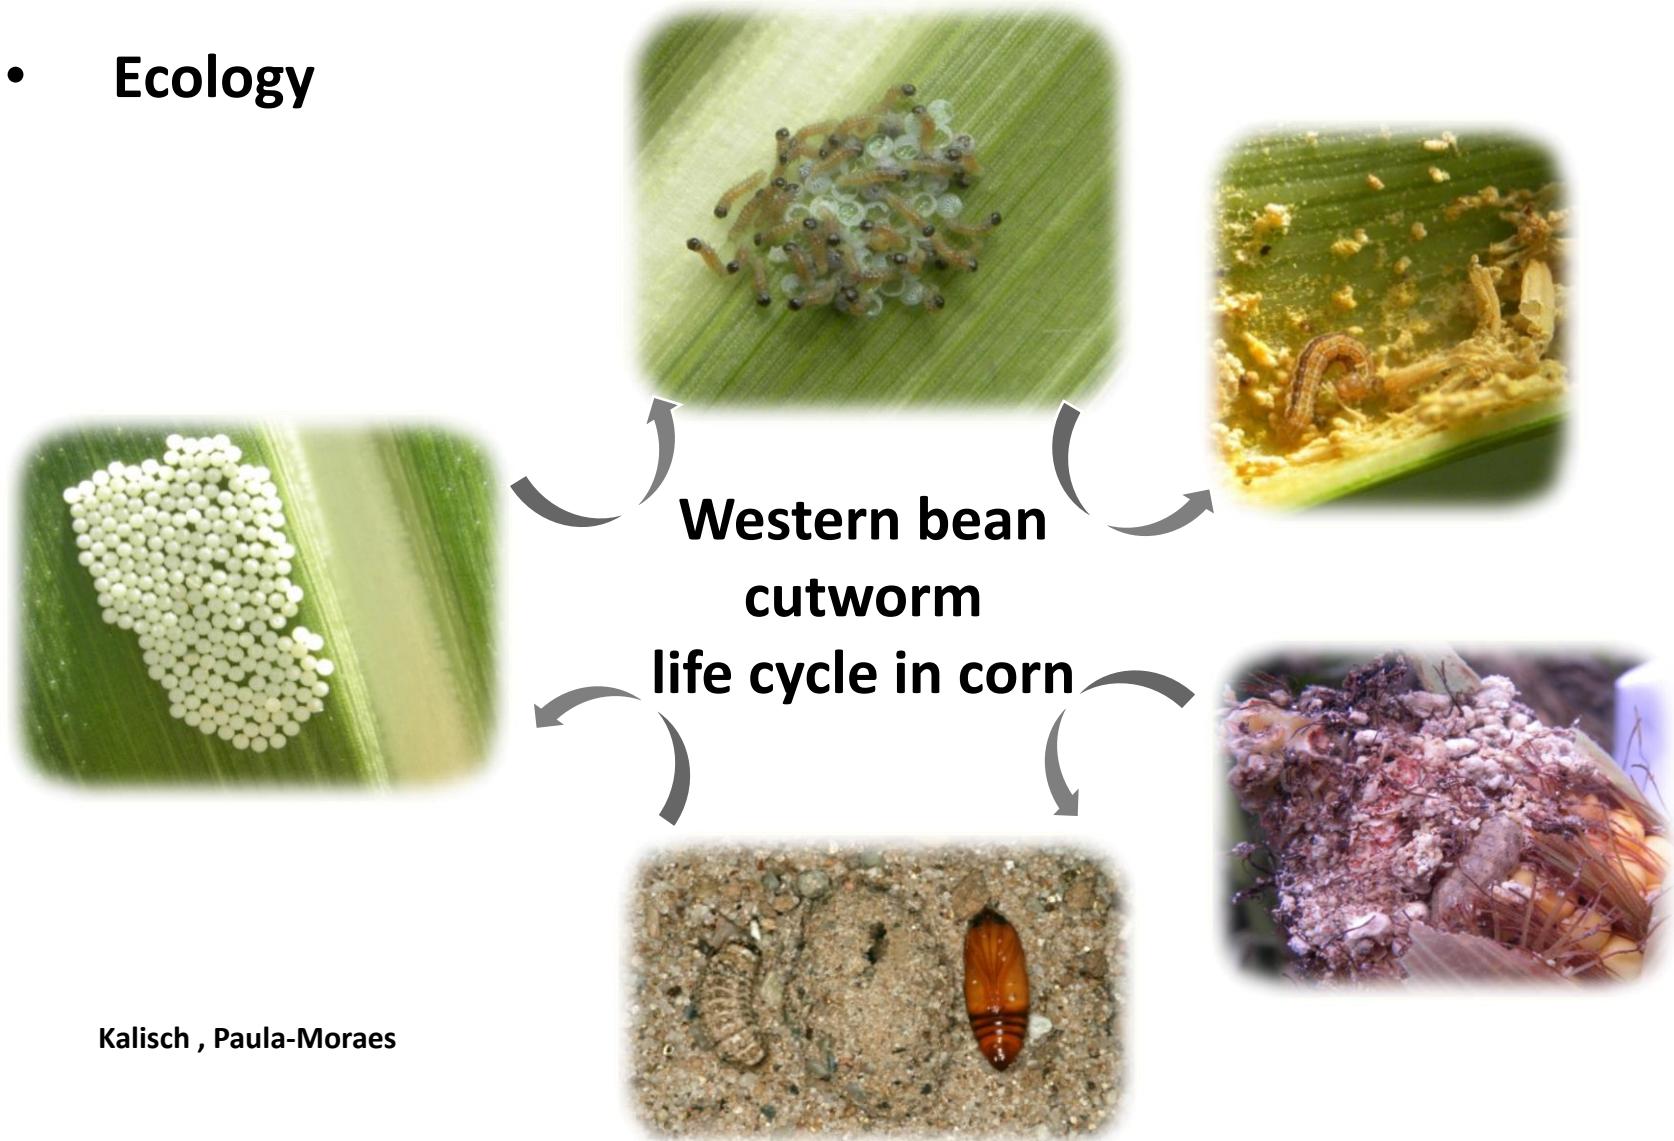 • Ecology
Western bean
cutworm
life cycle in corn
Kalisch , Paula-Moraes